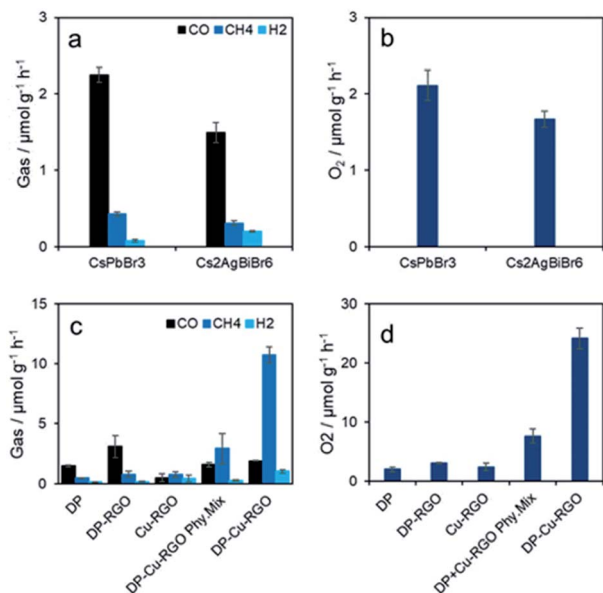 a
CO CH4 H2
Gas / μmol g⁻¹ h⁻¹
3
2
1
0
CsPbBr3 Cs2AgBiBr6
b
O₂ / μmol g⁻¹ h⁻¹
3
2
1
0
CsPbBr3 Cs2AgBiBr6
c
CO CH4 H2
Gas / μmol g⁻¹ h⁻¹
15
10
5
0
DP
DP-RGO
Cu-RGO
DP-Cu-RGO Phy.Mix
DP-Cu-RGO
d
O2 / μmol g⁻¹ h⁻¹
30
20
10
0
DP
DP-RGO
Cu-RGO
DP+Cu-RGO Phy.Mix
DP-Cu-RGO